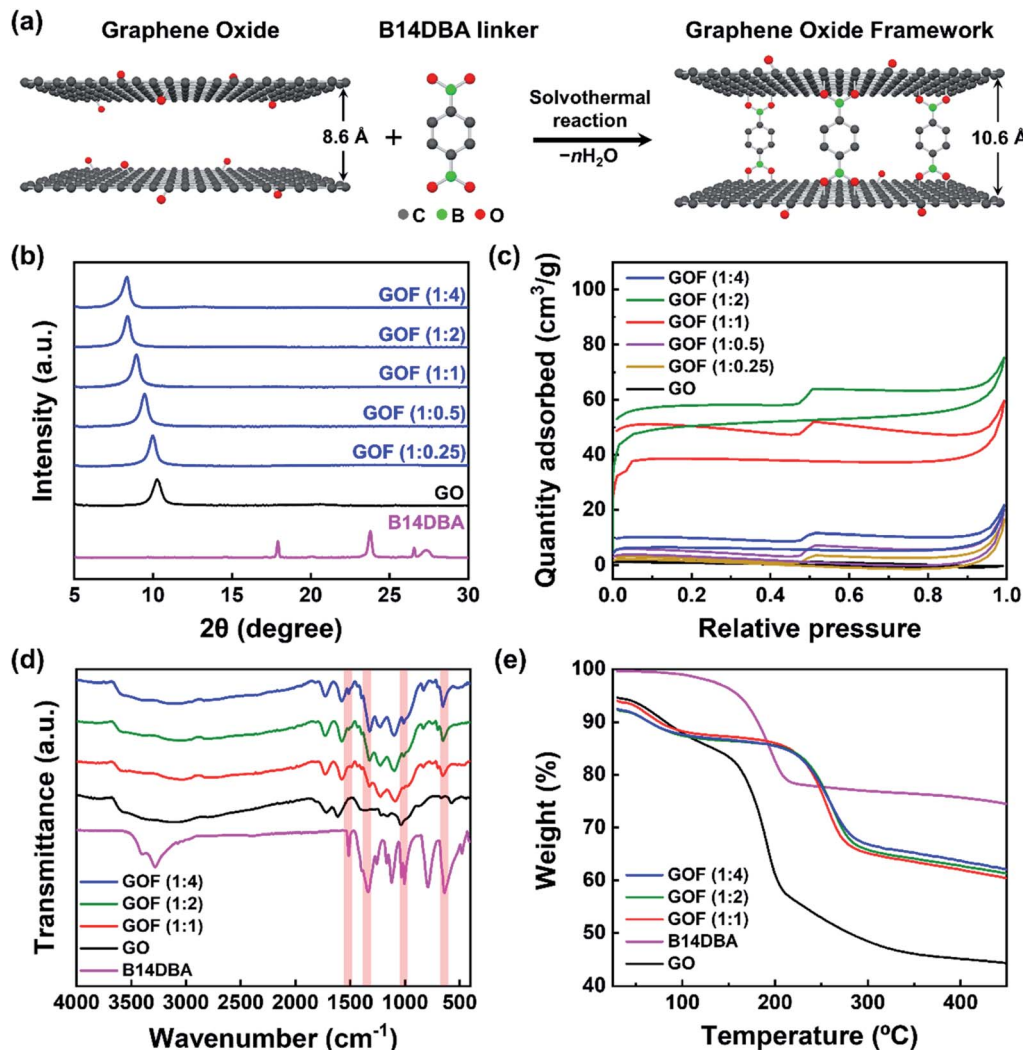 (a)
Graphene Oxide
B14DBA linker
Graphene Oxide Framework
8.6 Å
+
Solvothermal
reaction
−nH2O
10.6 Å
C B O
(b)
Intensity (a.u.)
GOF (1:4)
GOF (1:2)
GOF (1:1)
GOF (1:0.5)
GOF (1:0.25)
GO
B14DBA
5 10 15 20 25 30
2θ (degree)
(c)
Quantity adsorbed (cm³/g)
GOF (1:4)
GOF (1:2)
GOF (1:1)
GOF (1:0.5)
GOF (1:0.25)
GO
100
80
60
40
20
0
0.0 0.2 0.4 0.6 0.8 1.0
Relative pressure
(d)
Transmittance (a.u.)
GOF (1:4)
GOF (1:2)
GOF (1:1)
GO
B14DBA
4000 3500 3000 2500 2000 1500 1000 500
Wavenumber (cm⁻¹)
(e)
Weight (%)
100
90
80
70
60
50
40
GOF (1:4)
GOF (1:2)
GOF (1:1)
B14DBA
GO
100 200 300 400
Temperature (ºC)